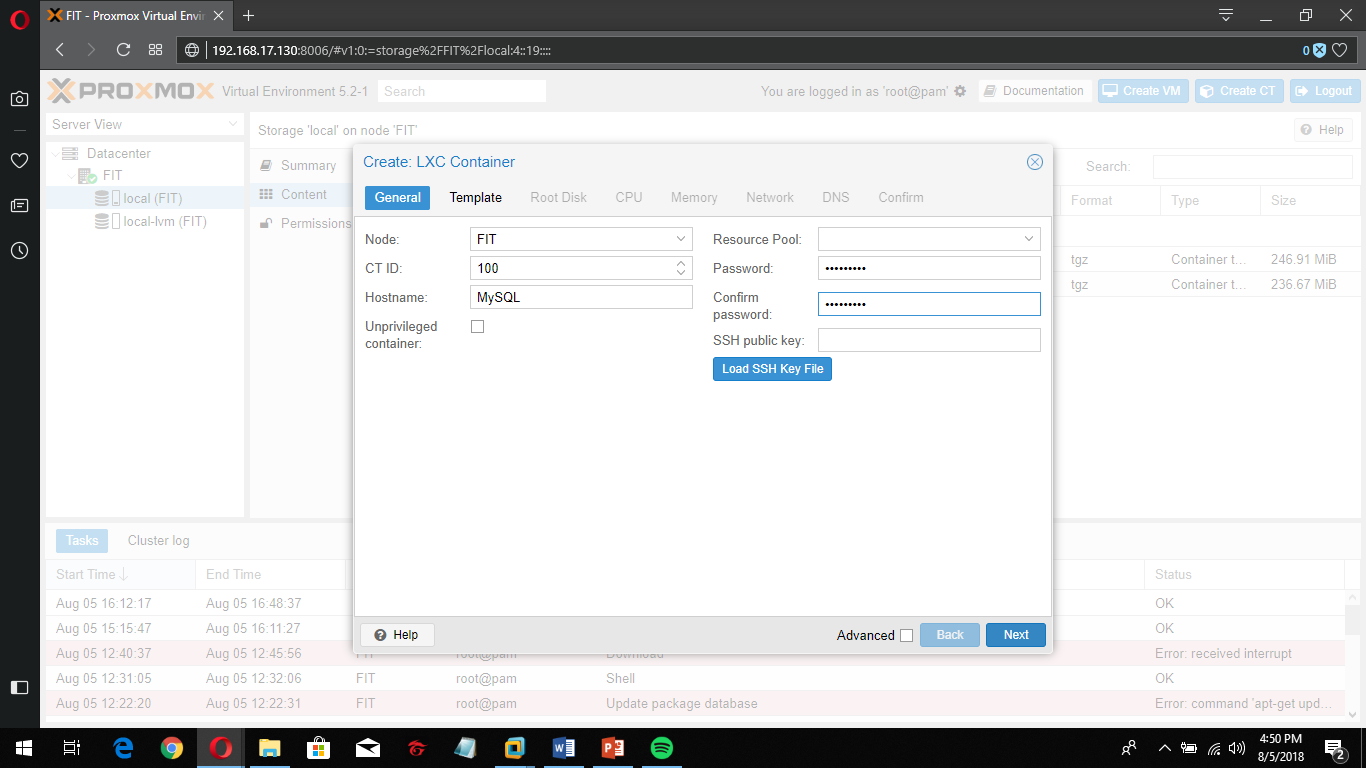 FIT - Proxmox Virtual Envir
192.168.17.130:8006/#v1:0:=storage%2FFIT%2Flocal:4::19::::
0
PROXMOX Virtual Environment 5.2-1 Search You are logged in as 'root@pam' Documentation Create VM Create CT Logout
Server View
Storage 'local' on node 'FIT' Help
Datacenter
FIT
local (FIT)
local-lvm (FIT)
Summary
Content
Permissions
Search:
Format Type Size
tgz Container t... 246.91 MiB
tgz Container t... 236.67 MiB
Create: LXC Container
General Template Root Disk CPU Memory Network DNS Confirm
Node: FIT
CT ID: 100
Hostname: MySQL
Unprivileged
container:
Resource Pool:
Password: •••••••••
Confirm
password: •••••••••
SSH public key:
Load SSH Key File
Help Advanced Back Next
Tasks Cluster log
Start Time End Time Status
Aug 05 16:12:17 Aug 05 16:48:37 OK
Aug 05 15:15:47 Aug 05 16:11:27 OK
Aug 05 12:40:37 Aug 05 12:45:56 FIT root@pam Download Error: received interrupt
Aug 05 12:31:05 Aug 05 12:32:06 FIT root@pam Shell OK
Aug 05 12:22:20 Aug 05 12:22:31 FIT root@pam Update package database Error: command 'apt-get upd...
4:50 PM
8/5/2018
2